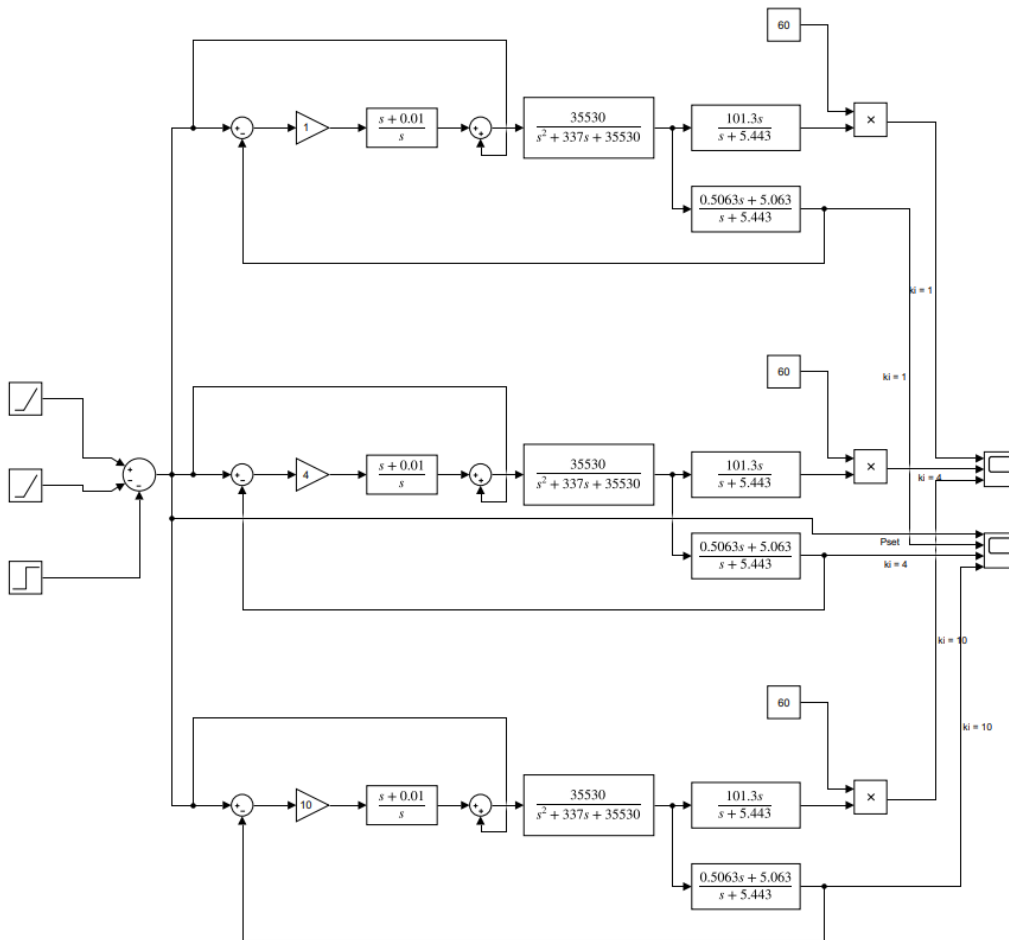 60
1
s + 0.01
s
35530
s² + 337s + 35530
101.3s
s + 5.443
×
0.5063s + 5.063
s + 5.443
ki = 1
ki = 1
60
4
s + 0.01
s
35530
s² + 337s + 35530
101.3s
s + 5.443
×
ki = 4
Pset
0.5063s + 5.063
s + 5.443
ki = 4
ki = 10
60
ki = 10
10
s + 0.01
s
35530
s² + 337s + 35530
101.3s
s + 5.443
×
0.5063s + 5.063
s + 5.443